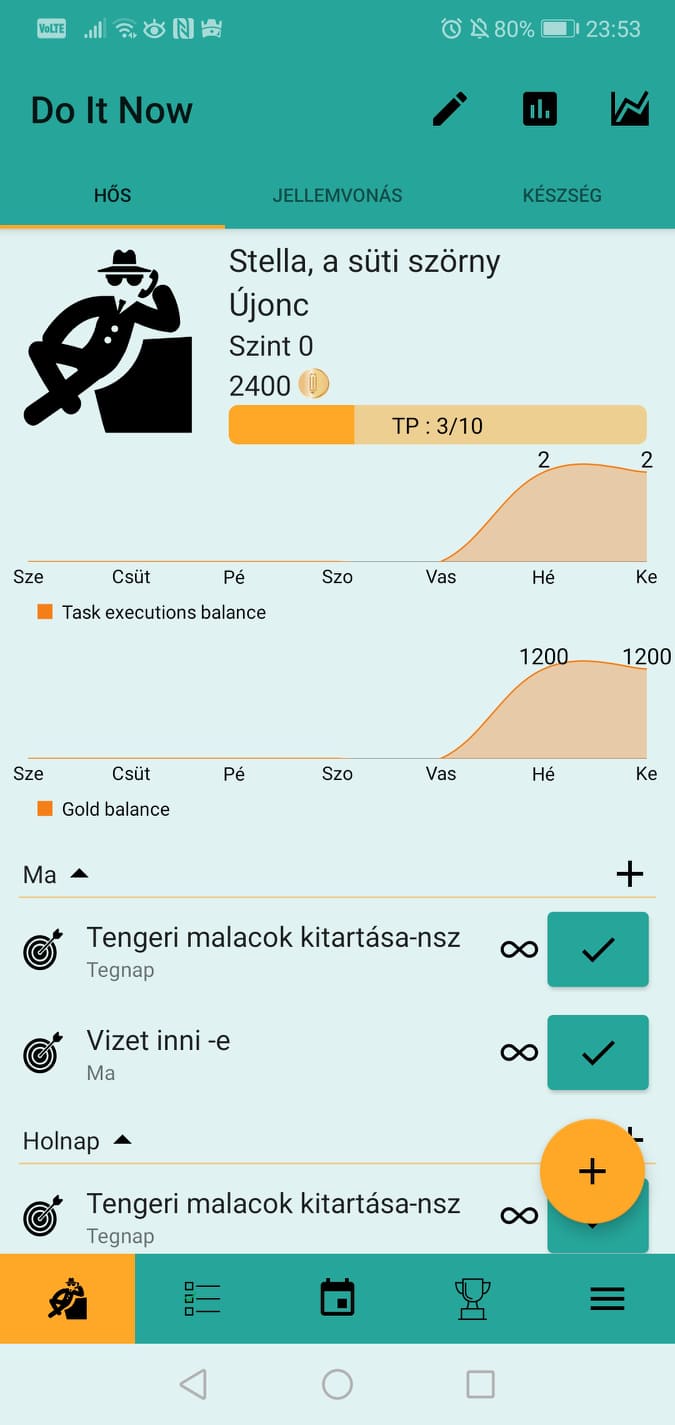 VoLTE 80% 23:53
Do It Now
HŐS JELLEMVONÁS KÉSZSÉG
Stella, a süti szörny
Újonc
Szint 0
2400
TP : 3/10
2 2
Sze Csüt Pé Szo Vas Hé Ke
Task executions balance
1200 1200
Sze Csüt Pé Szo Vas Hé Ke
Gold balance
Ma
Tengeri malacok kitartása-nsz
Tegnap
Vizet inni -e
Ma
Holnap
Tengeri malacok kitartása-nsz
Tegnap